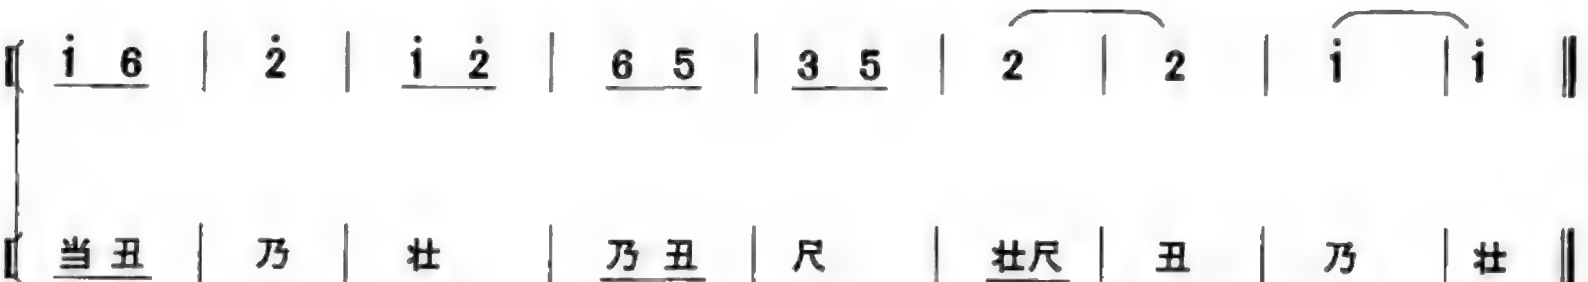 i̇ 6 | 2̇ | i̇ 2̇ | 6 5 | 3 5 | 2 | 2 | i̇ | i̇ ‖
当丑 | 乃 | 壮 | 乃丑 | 尺 | 壮尺 | 丑 | 乃 | 壮 ‖